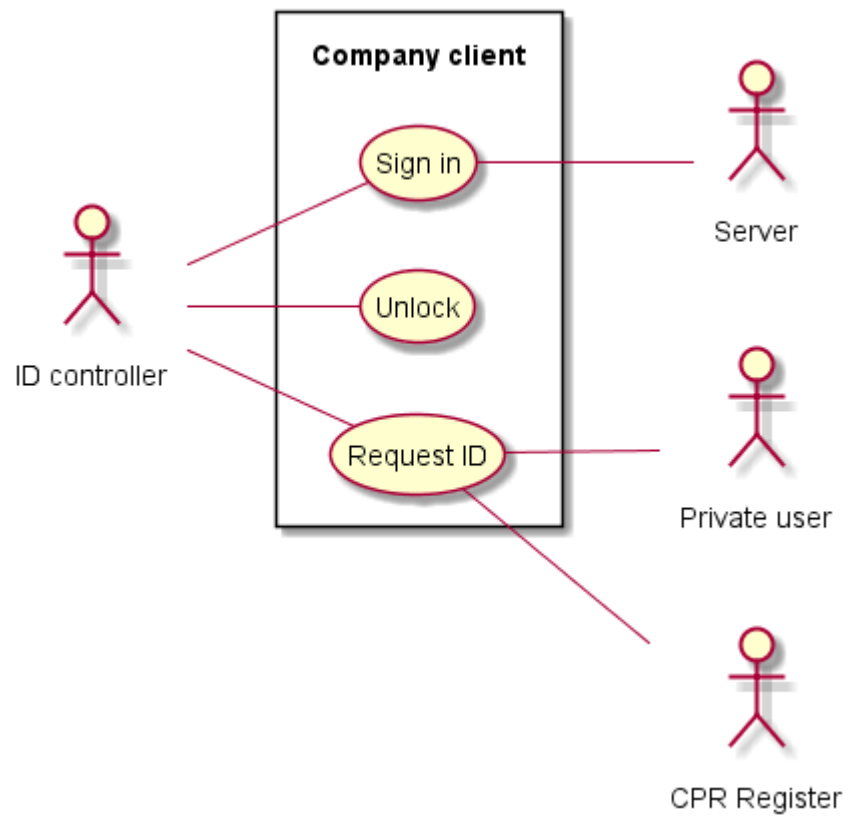 Company client
Sign in
Server
ID controller
Unlock
Request ID
Private user
CPR Register